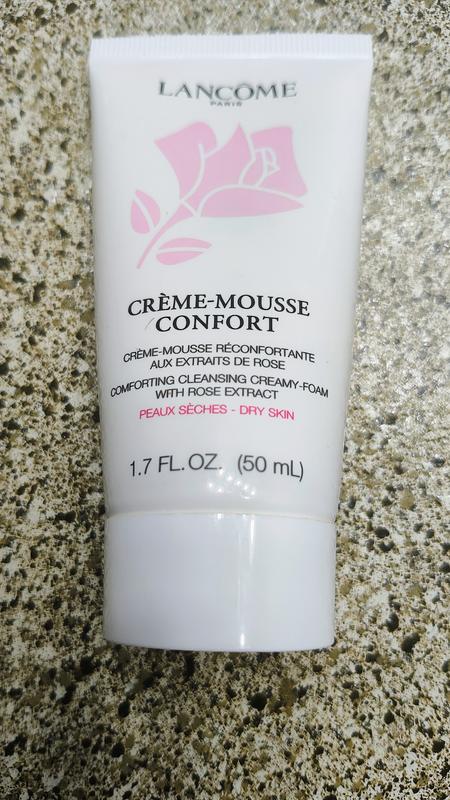 LANCÔME
PARIS
CRÈME-MOUSSE
CONFORT
CRÈME-MOUSSE RÉCONFORTANTE
AUX EXTRAITS DE ROSE
COMFORTING CLEANSING CREAMY-FOAM
WITH ROSE EXTRACT
PEAUX SÈCHES - DRY SKIN
1.7 FL.OZ. (50 mL)